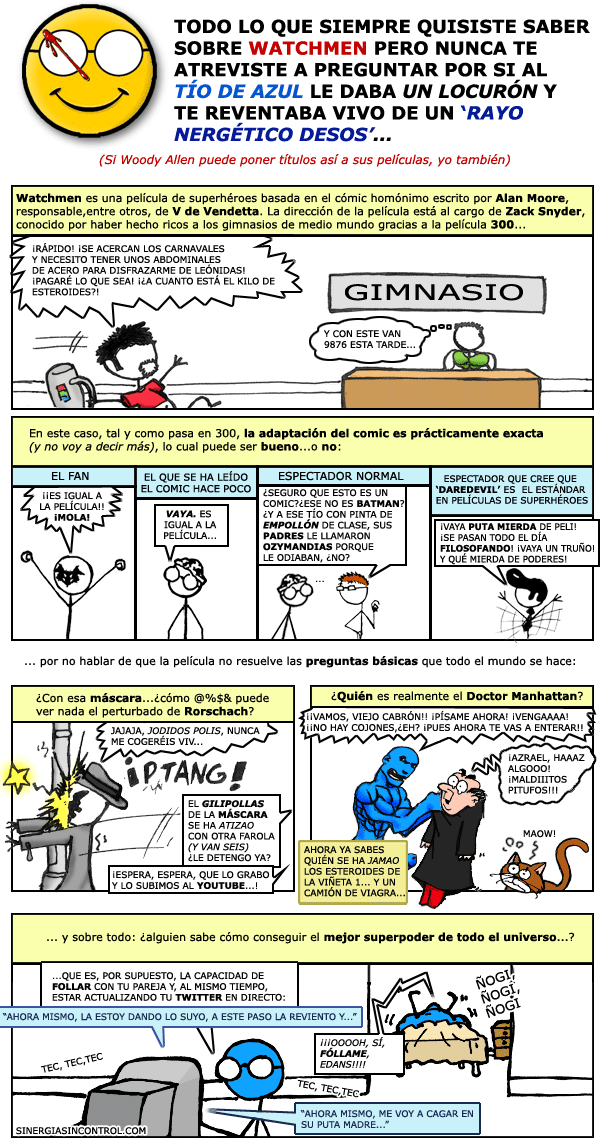 TODO LO QUE SIEMPRE QUISISTE SABER
SOBRE WATCHMEN PERO NUNCA TE
ATREVISTE A PREGUNTAR POR SI AL
TÍO DE AZUL LE DABA UN LOCURÓN Y
TE REVENTABA VIVO DE UN ‘RAYO
NERGÉTICO DESOS’...
(Si Woody Allen puede poner títulos así a sus películas, yo también)
Watchmen es una película de superhéroes basada en el cómic homónimo escrito por Alan Moore,
responsable,entre otros, de V de Vendetta. La dirección de la película está al cargo de Zack Snyder,
conocido por haber hecho ricos a los gimnasios de medio mundo gracias a la película 300...
¡RÁPIDO! ¡SE ACERCAN LOS CARNAVALES
Y NECESITO TENER UNOS ABDOMINALES
DE ACERO PARA DISFRAZARME DE LEÓNIDAS!
¡PAGARÉ LO QUE SEA! ¡¿A CUANTO ESTÁ EL KILO DE
ESTEROIDES?!
GIMNASIO
Y CON ESTE VAN
9876 ESTA TARDE...
En este caso, tal y como pasa en 300, la adaptación del comic es prácticamente exacta
(y no voy a decir más), lo cual puede ser bueno...o no:
EL FAN
¡¡ES IGUAL A
LA PELÍCULA!!
¡MOLA!
EL QUE SE HA LEÍDO
EL COMIC HACE POCO
VAYA. ES
IGUAL A LA
PELÍCULA...
ESPECTADOR NORMAL
¿SEGURO QUE ESTO ES UN
COMIC?¿ESE NO ES BATMAN?
¿Y A ESE TÍO CON PINTA DE
EMPOLLÓN DE CLASE, SUS
PADRES LE LLAMARON
OZYMANDIAS PORQUE
LE ODIABAN, ¿NO?
...
ESPECTADOR QUE CREE QUE
‘DAREDEVIL’ ES EL ESTÁNDAR
EN PELÍCULAS DE SUPERHÉROES
¡VAYA PUTA MIERDA DE PELI!
¡SE PASAN TODO EL DÍA
FILOSOFANDO! ¡VAYA UN TRUÑO!
Y QUÉ MIERDA DE PODERES!
... por no hablar de que la película no resuelve las preguntas básicas que todo el mundo se hace:
¿Con esa máscara...¿cómo @%$& puede
ver nada el perturbado de Rorschach?
JAJAJA, JODIDOS POLIS, NUNCA
ME COGERÉIS VIV...
¡PTANG!
EL GILIPOLLAS
DE LA MÁSCARA
SE HA ATIZAO
CON OTRA FAROLA
(Y VAN SEIS)
¿LE DETENGO YA?
¡ESPERA, ESPERA, QUE LO GRABO
Y LO SUBIMOS AL YOUTUBE...!
¿Quién es realmente el Doctor Manhattan?
¡¡VAMOS, VIEJO CABRÓN!! ¡PÍSAME AHORA! ¡VENGAAAA!
¡¡NO HAY COJONES,¿EH? ¡PUES AHORA TE VAS A ENTERAR!!
¡AZRAEL, HAAAZ
ALGOOO!
¡MALDIIITOS
PITUFOS!!!
MAOW!
AHORA YA SABES
QUIÉN SE HA JAMAO
LOS ESTEROIDES DE
LA VIÑETA 1... Y UN
CAMIÓN DE VIAGRA...
... y sobre todo: ¿alguien sabe cómo conseguir el mejor superpoder de todo el universo...?
...QUE ES, POR SUPUESTO, LA CAPACIDAD DE
FOLLAR CON TU PAREJA Y, AL MISMO TIEMPO,
ESTAR ACTUALIZANDO TU TWITTER EN DIRECTO:
“AHORA MISMO, LA ESTOY DANDO LO SUYO, A ESTE PASO LA REVIENTO Y...”
TEC, TEC,TEC
TEC, TEC,TEC
“AHORA MISMO, ME VOY A CAGAR EN
SU PUTA MADRE...”
¡¡¡OOOOH, SÍ,
FÓLLAME,
EDANS!!!!
ÑOGI,
ÑOGI,
ÑOGI
SINERGIASINCONTROL.COM